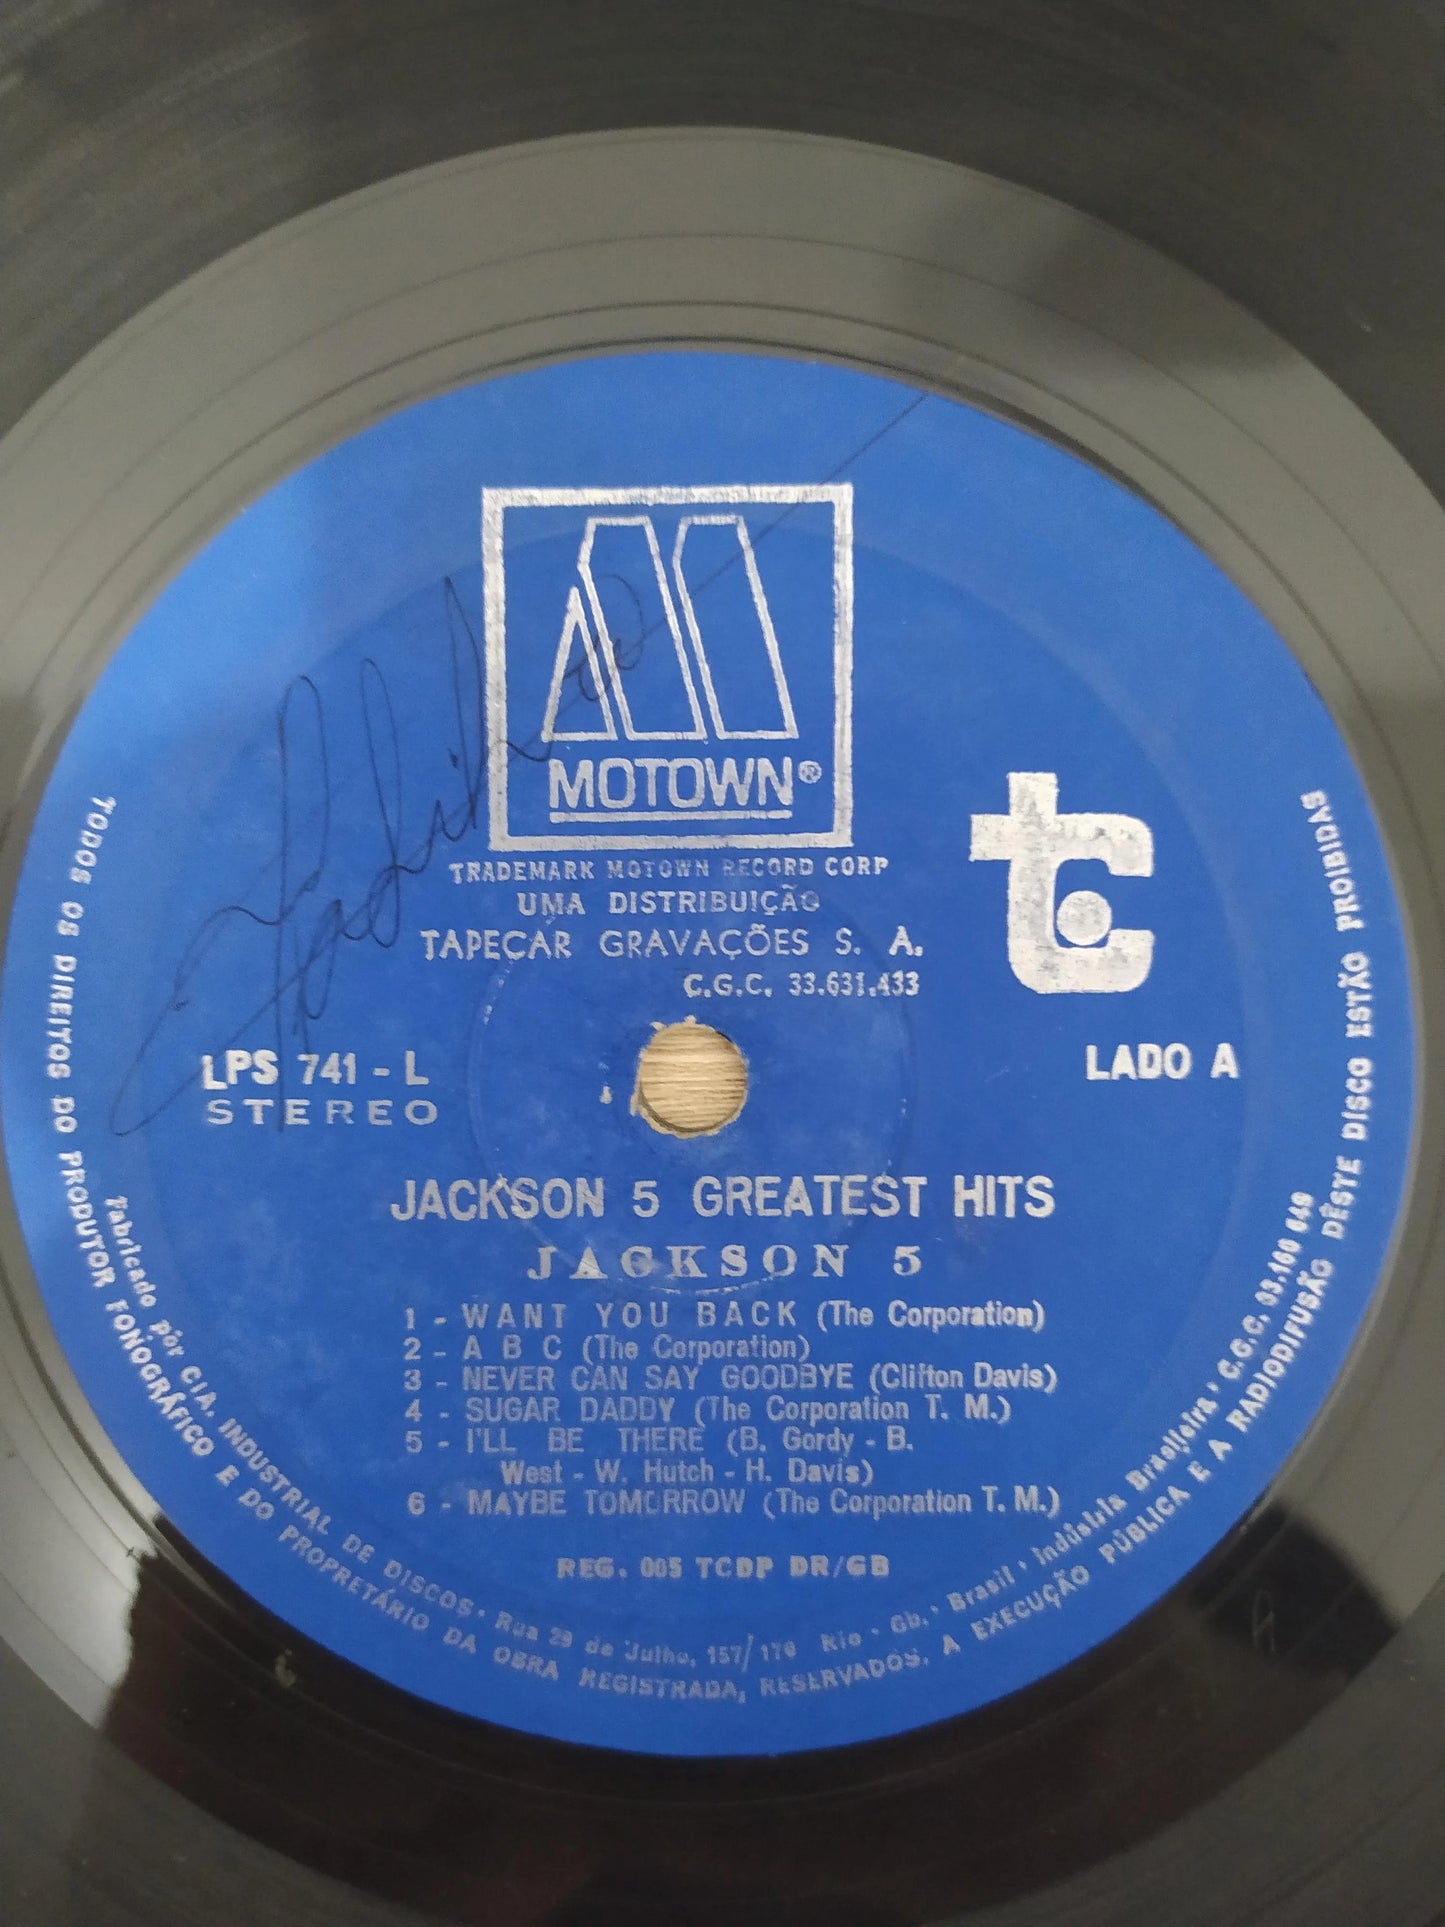 MOTOWN®
TRADEMARK MOTOWN RECORD CORP
UMA DISTRIBUIÇÃO
TAPEÇAR GRAVAÇÕES S. A.
C.G.C. 33.631.433
tc
LPS 741 - L
STEREO
LADO A
JACKSON 5 GREATEST HITS
JACKSON 5
1 - WANT YOU BACK (The Corporation)
2 - A B C (The Corporation)
3 - NEVER CAN SAY GOODBYE (Clifton Davis)
4 - SUGAR DADDY (The Corporation T. M.)
5 - I'LL BE THERE (B. Gordy - B.
West - W. Hutch - H. Davis)
6 - MAYBE TOMORROW (The Corporation T. M.)
REG. 005 TCDP DR/GB
Fabricado pôr CIA. INDUSTRIAL DE DISCOS • Rua 29 de Julho, 157/170 Rio • Gb. • Brasil • Indústria Brasileira • C.G.C. 33.160 649
TODOS OS DIREITOS DO PRODUTOR FONOGRÁFICO E DO PROPRETÁRIO DA OBRA REGISTRADA, RESERVADOS. A EXECUÇÃO PÚBLICA E A RADIODIFUSÃO DÊSTE DISCO ESTÃO PROIBIDAS